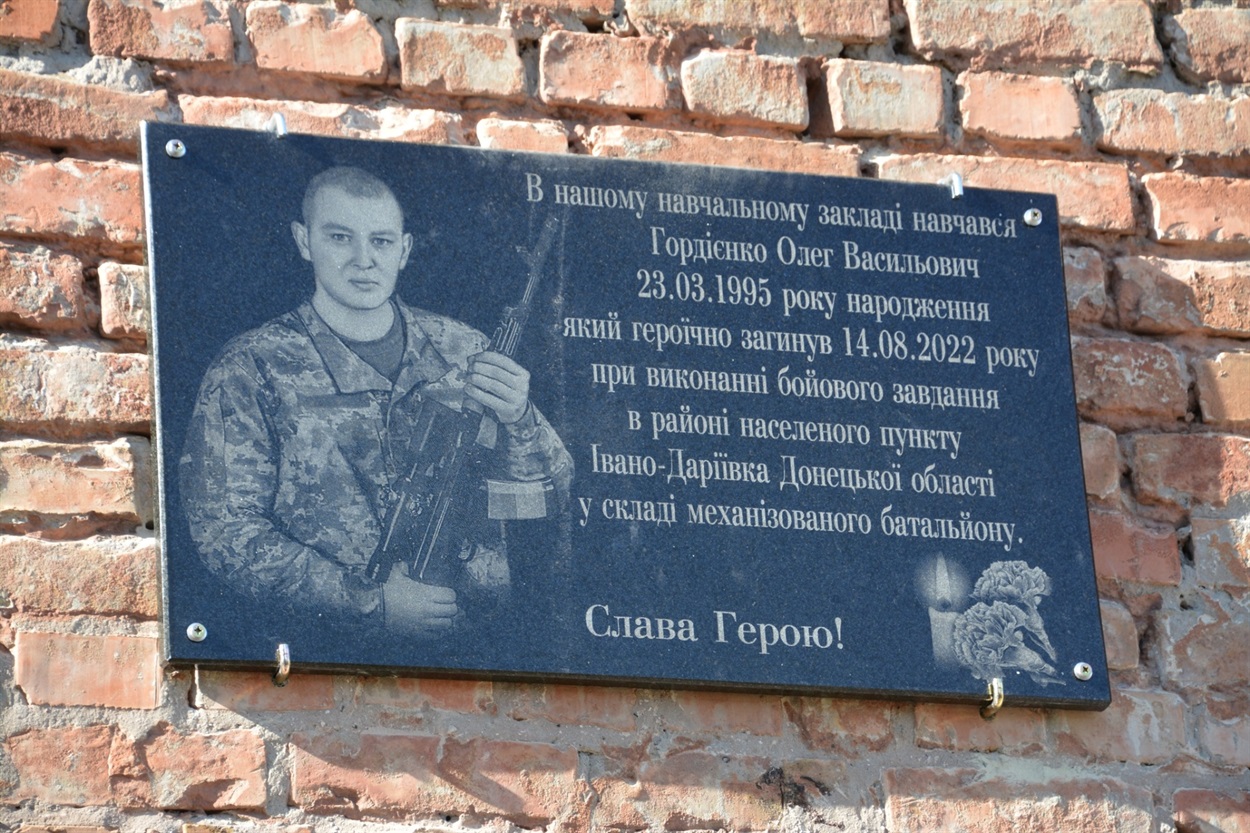 В нашому навчальному закладі навчався
Гордієнко Олег Васильович
23.03.1995 року народження
який героїчно загинув 14.08.2022 року
при виконанні бойового завдання
в районі населеного пункту
Івано-Даріївка Донецької області
у складі механізованого батальйону.
Слава Герою!